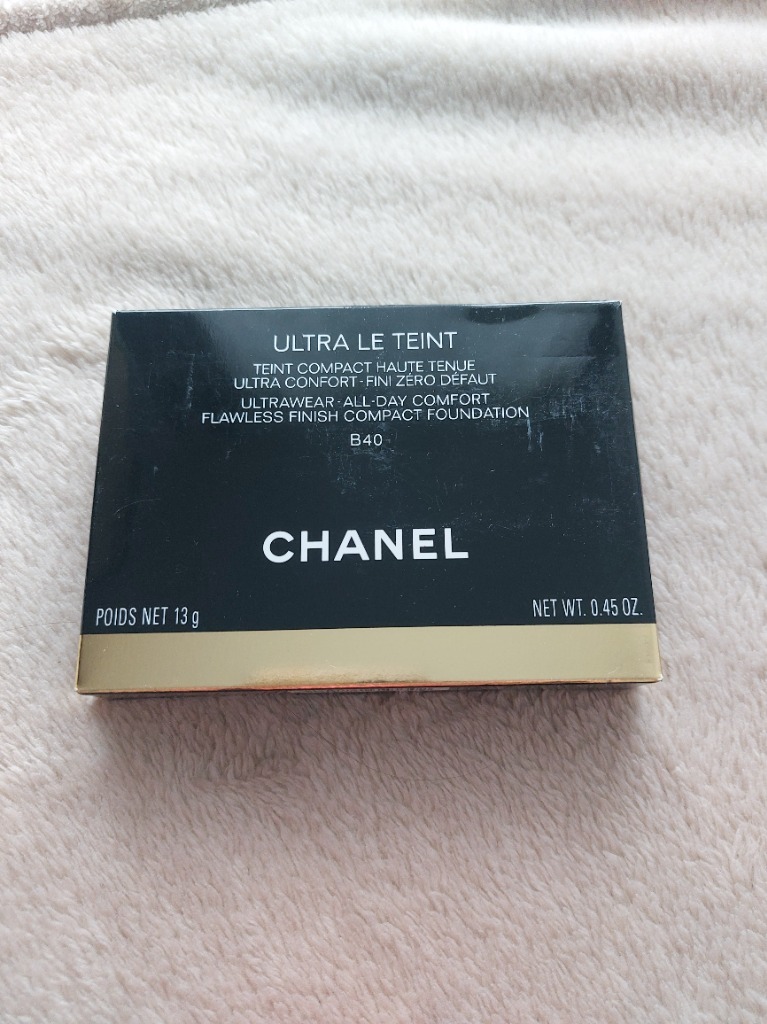 ULTRA LE TEINT
TEINT COMPACT HAUTE TENUE
ULTRA CONFORT·FINI ZÉRO DÉFAUT
ULTRAWEAR·ALL-DAY COMFORT
FLAWLESS FINISH COMPACT FOUNDATION
B40
CHANEL
POIDS NET 13 g
NET WT. 0.45 OZ.